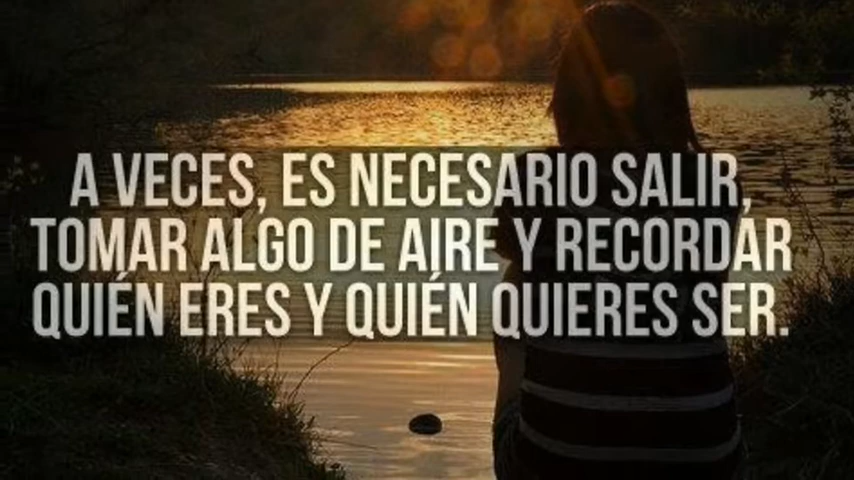 A VECES, ES NECESARIO SALIR,
TOMAR ALGO DE AIRE Y RECORDAR
QUIÉN ERES Y QUIÉN QUIERES SER.